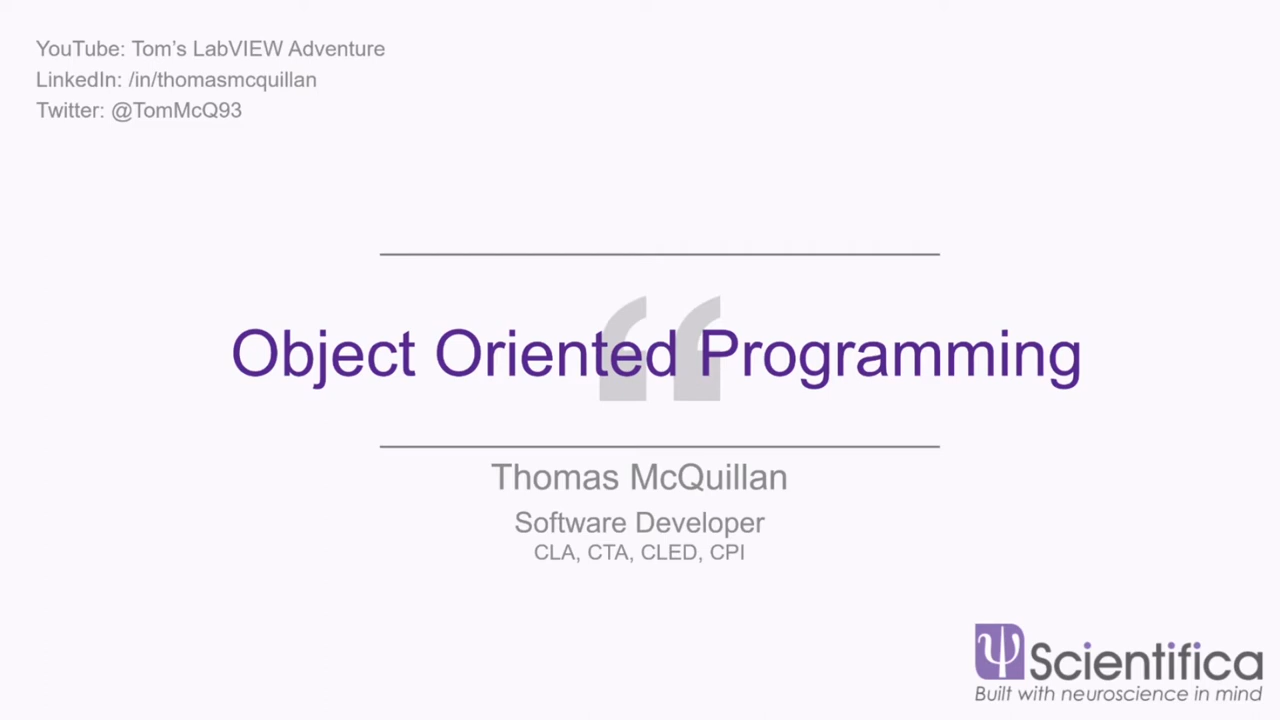 YouTube: Tom’s LabVIEW Adventure
LinkedIn: /in/thomasmcquillan
Twitter: @TomMcQ93
“
Object Oriented Programming
Thomas McQuillan
Software Developer
CLA, CTA, CLED, CPI
ψ Scientifica
Built with neuroscience in mind